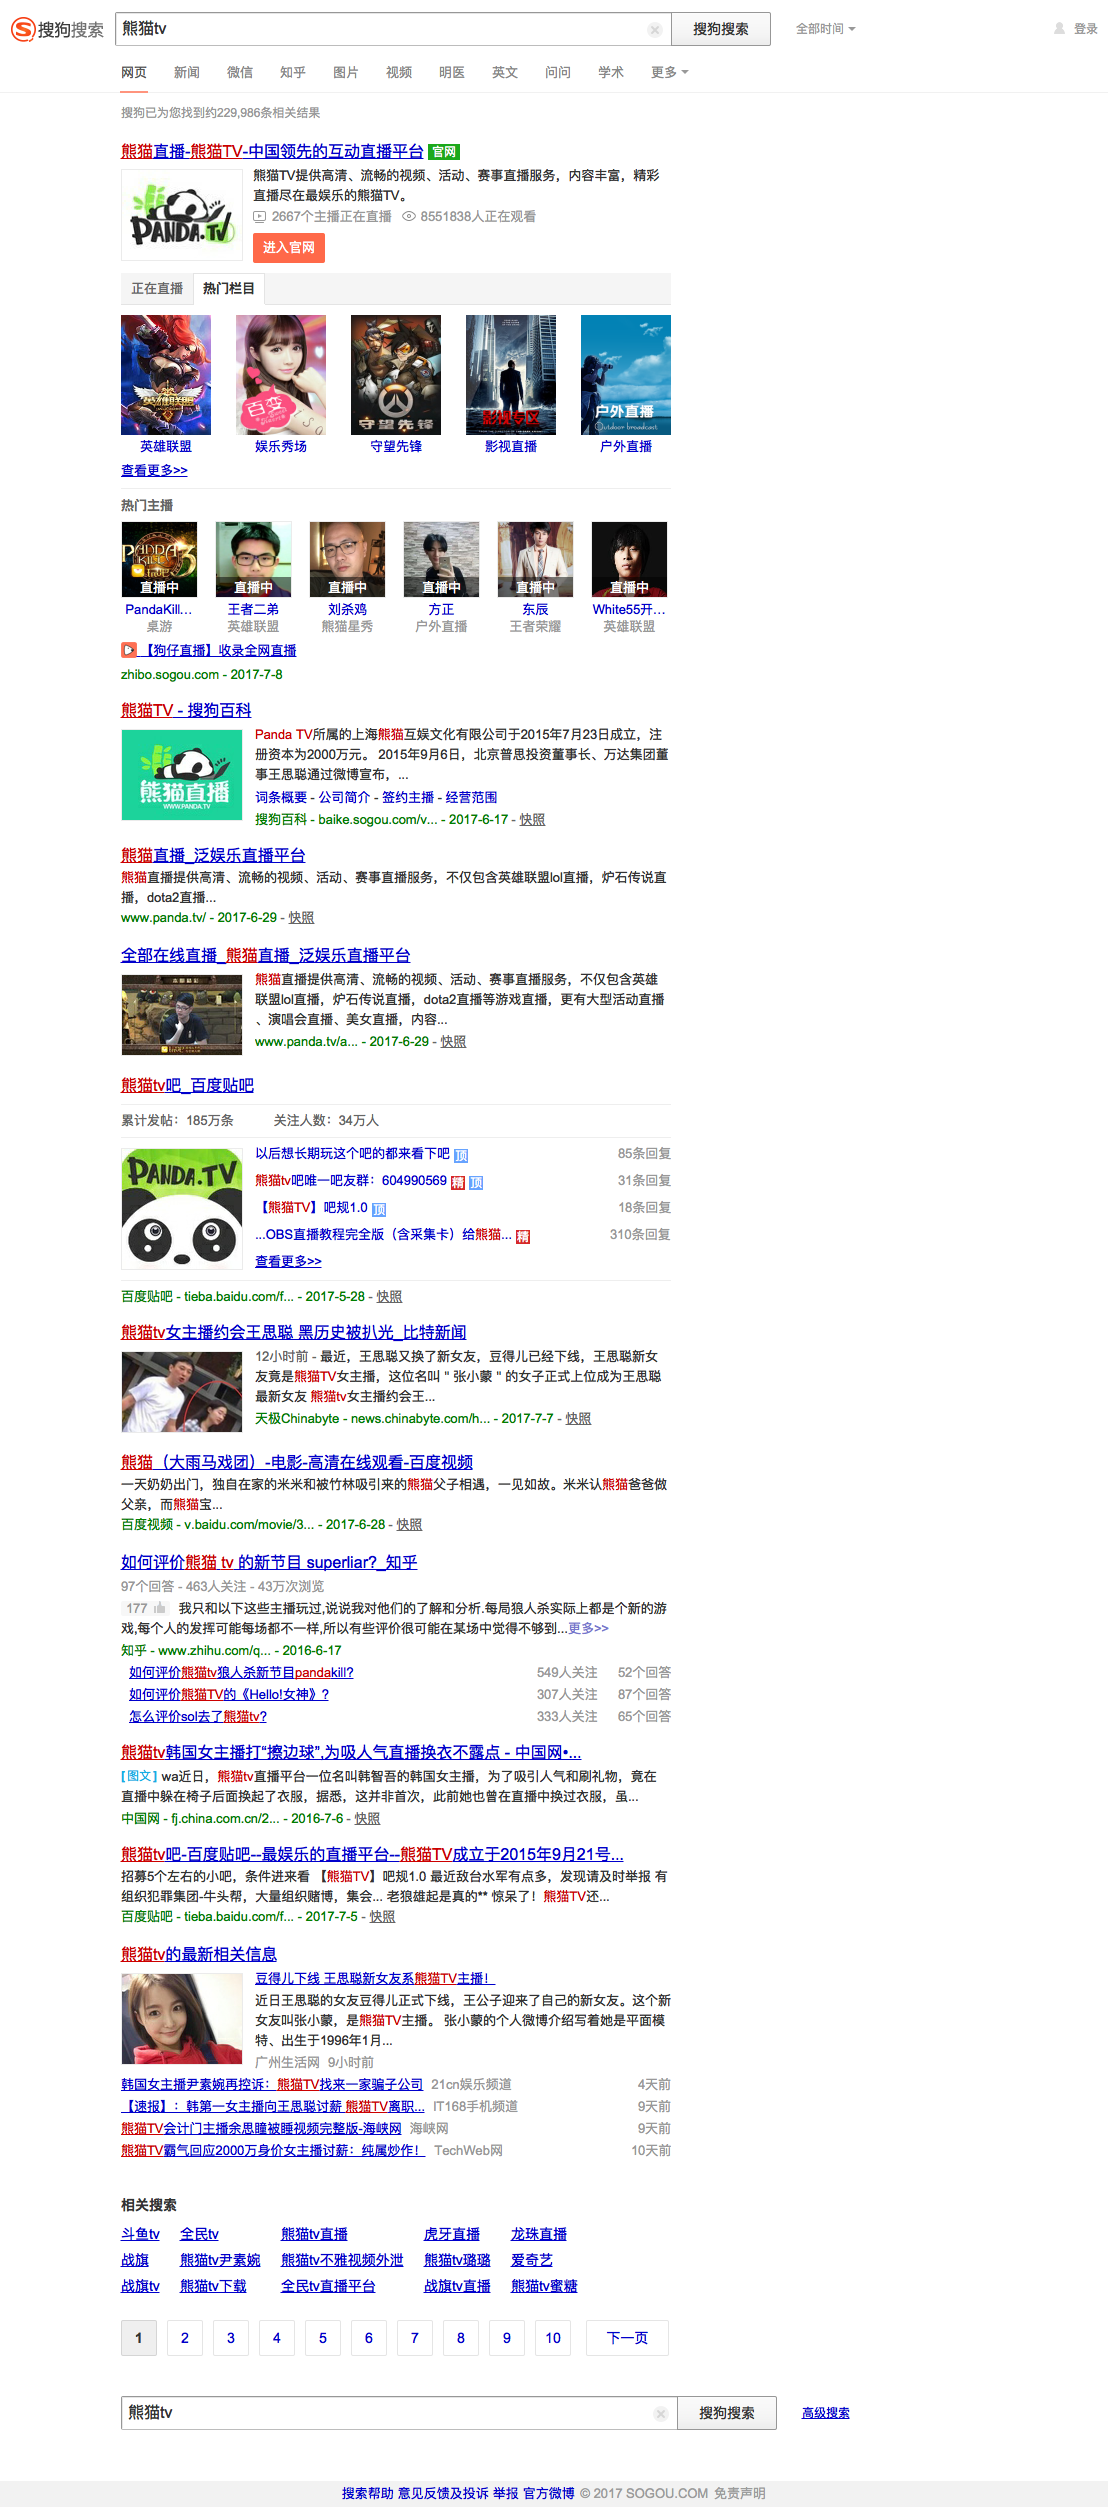 搜狗搜索
熊猫tv
搜狗搜索
全部时间
登录
网页 新闻 微信 知乎 图片 视频 明医 英文 问问 学术 更多
搜狗已为您找到约229,986条相关结果
熊猫直播-熊猫TV-中国领先的互动直播平台 官网
PANDA.TV
熊猫TV提供高清、流畅的视频、活动、赛事直播服务，内容丰富，精彩
直播尽在最娱乐的熊猫TV。
2667个主播正在直播 8551838人正在观看
进入官网
正在直播 热门栏目
英雄联盟 百变 守望先锋 影视专区 户外直播
Outdoor broadcast
英雄联盟 娱乐秀场 守望先锋 影视直播 户外直播
查看更多>>
热门主播
PANDA KILL 3
直播中 直播中 直播中 直播中 直播中 直播中
PandaKill... 王者二弟 刘杀鸡 方正 东辰 White55开...
桌游 英雄联盟 熊猫星秀 户外直播 王者荣耀 英雄联盟
【狗仔直播】收录全网直播
zhibo.sogou.com - 2017-7-8
熊猫TV - 搜狗百科
熊猫直播
WWW.PANDA.TV
Panda TV所属的上海熊猫互娱文化有限公司于2015年7月23日成立，注
册资本为2000万元。 2015年9月6日，北京普思投资董事长、万达集团董
事王思聪通过微博宣布，...
词条概要 - 公司简介 - 签约主播 - 经营范围
搜狗百科 - baike.sogou.com/v... - 2017-6-17 - 快照
熊猫直播_泛娱乐直播平台
熊猫直播提供高清、流畅的视频、活动、赛事直播服务，不仅包含英雄联盟lol直播，炉石传说直
播，dota2直播...
www.panda.tv/ - 2017-6-29 - 快照
全部在线直播_熊猫直播_泛娱乐直播平台
熊猫直播提供高清、流畅的视频、活动、赛事直播服务，不仅包含英雄
联盟lol直播，炉石传说直播，dota2直播等游戏直播，更有大型活动直播
、演唱会直播、美女直播，内容...
www.panda.tv/a... - 2017-6-29 - 快照
熊猫tv吧_百度贴吧
累计发帖：185万条 关注人数：34万人
PANDA.TV
以后想长期玩这个吧的都来看下吧 顶 85条回复
熊猫tv吧唯一吧友群：604990569 精 顶 31条回复
【熊猫TV】吧规1.0 顶 18条回复
...OBS直播教程完全版（含采集卡）给熊猫... 精 310条回复
查看更多>>
百度贴吧 - tieba.baidu.com/f... - 2017-5-28 - 快照
熊猫tv女主播约会王思聪 黑历史被扒光_比特新闻
12小时前 - 最近，王思聪又换了新女友，豆得儿已经下线，王思聪新女
友竟是熊猫TV女主播，这位名叫 " 张小蒙 " 的女子正式上位成为王思聪
最新女友 熊猫tv女主播约会王...
天极Chinabyte - news.chinabyte.com/h... - 2017-7-7 - 快照
熊猫（大雨马戏团）-电影-高清在线观看-百度视频
一天奶奶出门，独自在家的米米和被竹林吸引来的熊猫父子相遇，一见如故。米米认熊猫爸爸做
父亲，而熊猫宝...
百度视频 - v.baidu.com/movie/3... - 2017-6-28 - 快照
如何评价熊猫 tv 的新节目 superliar?_知乎
97个回答 - 463人关注 - 43万次浏览
177 我只和以下这些主播玩过,说说我对他们的了解和分析.每局狼人杀实际上都是个新的游
戏,每个人的发挥可能每场都不一样,所以有些评价很可能在某场中觉得不够到...更多>>
知乎 - www.zhihu.com/q... - 2016-6-17
如何评价熊猫tv狼人杀新节目pandakill? 549人关注 52个回答
如何评价熊猫TV的《Hello!女神》? 307人关注 87个回答
怎么评价sol去了熊猫tv? 333人关注 65个回答
熊猫tv韩国女主播打“擦边球”,为吸人气直播换衣不露点 - 中国网•...
[图文] wa近日，熊猫tv直播平台一位名叫韩智吾的韩国女主播，为了吸引人气和刷礼物，竟在
直播中躲在椅子后面换起了衣服，据悉，这并非首次，此前她也曾在直播中换过衣服，虽...
中国网 - fj.china.com.cn/2... - 2016-7-6 - 快照
熊猫tv吧-百度贴吧--最娱乐的直播平台--熊猫TV成立于2015年9月21号...
招募5个左右的小吧，条件进来看 【熊猫TV】吧规1.0 最近敌台水军有点多，发现请及时举报 有
组织犯罪集团-牛头帮，大量组织赌博，集会... 老狼雄起是真的** 惊呆了！熊猫TV还...
百度贴吧 - tieba.baidu.com/f... - 2017-7-5 - 快照
熊猫tv的最新相关信息
豆得儿下线 王思聪新女友系熊猫TV主播！
近日王思聪的女友豆得儿正式下线，王公子迎来了自己的新女友。这个新
女友叫张小蒙，是熊猫TV主播。 张小蒙的个人微博介绍写着她是平面模
特、出生于1996年1月...
广州生活网 9小时前
韩国女主播尹素婉再控诉：熊猫TV找来一家骗子公司 21cn娱乐频道 4天前
【速报】：韩第一女主播向王思聪讨薪 熊猫TV离职... IT168手机频道 9天前
熊猫TV会计门主播余思瞳被睡视频完整版-海峡网 海峡网 9天前
熊猫TV霸气回应2000万身价女主播讨薪：纯属炒作！ TechWeb网 10天前
相关搜索
斗鱼tv 全民tv 熊猫tv直播 虎牙直播 龙珠直播
战旗 熊猫tv尹素婉 熊猫tv不雅视频外泄 熊猫tv璐璐 爱奇艺
战旗tv 熊猫tv下载 全民tv直播平台 战旗tv直播 熊猫tv蜜糖
1 2 3 4 5 6 7 8 9 10 下一页
熊猫tv
搜狗搜索
高级搜索
搜索帮助 意见反馈及投诉 举报 官方微博 © 2017 SOGOU.COM 免责声明